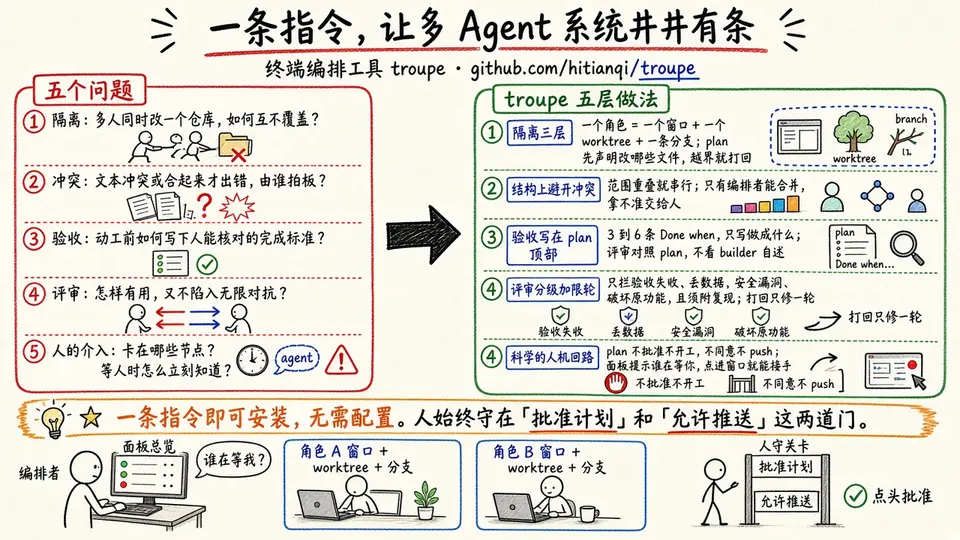 一条指令，让多 Agent 系统井井有条
终端编排工具 troupe · github.com/hitianqi/troupe
五个问题
① 隔离：多人同时改一个仓库，如何互不覆盖？
② 冲突：文本冲突或合起来才出错，由谁拍板？
③ 验收：动工前如何写下人能核对的完成标准？
④ 评审：怎样有用，又不陷入无限对抗？
⑤ 人的介入：卡在哪些节点？
等人时怎么立刻知道？
agent
troupe 五层做法
① 隔离三层
一个角色 = 一个窗口 + 一个
worktree + 一条分支；plan
先声明改哪些文件，越界就打回
worktree
branch
② 结构上避开冲突
范围重叠就串行；只有编排者能合并，
拿不准交给人
③ 验收写在 plan
顶部
3 到 6 条 Done when，只写做成什么；
评审对照 plan，不看 builder 自述
plan
Done when...
④ 评审分级加限轮
只拦验收失收、丢数据，安全漏洞、
破坏原功能，且须附复现；打回只修一轮
验收失收
丢数据
安全漏洞
破坏原功能
打回只修一轮
④ 科学的人机回路
plan 不批准不开工，不同意不 push；
面板提示谁在等你，点进窗口就能接手
不批准不开工
不同意不 push
一条指令即可安装，无需配置。人始终守在「批准计划」和「允许推送」这两道门。
编排者
面板总览
谁在等我？
角色 A 窗口 +
worktree + 分支
角色 B 窗口 +
worktree + 分支
人守关卡
批准计划
允许推送
点头批准